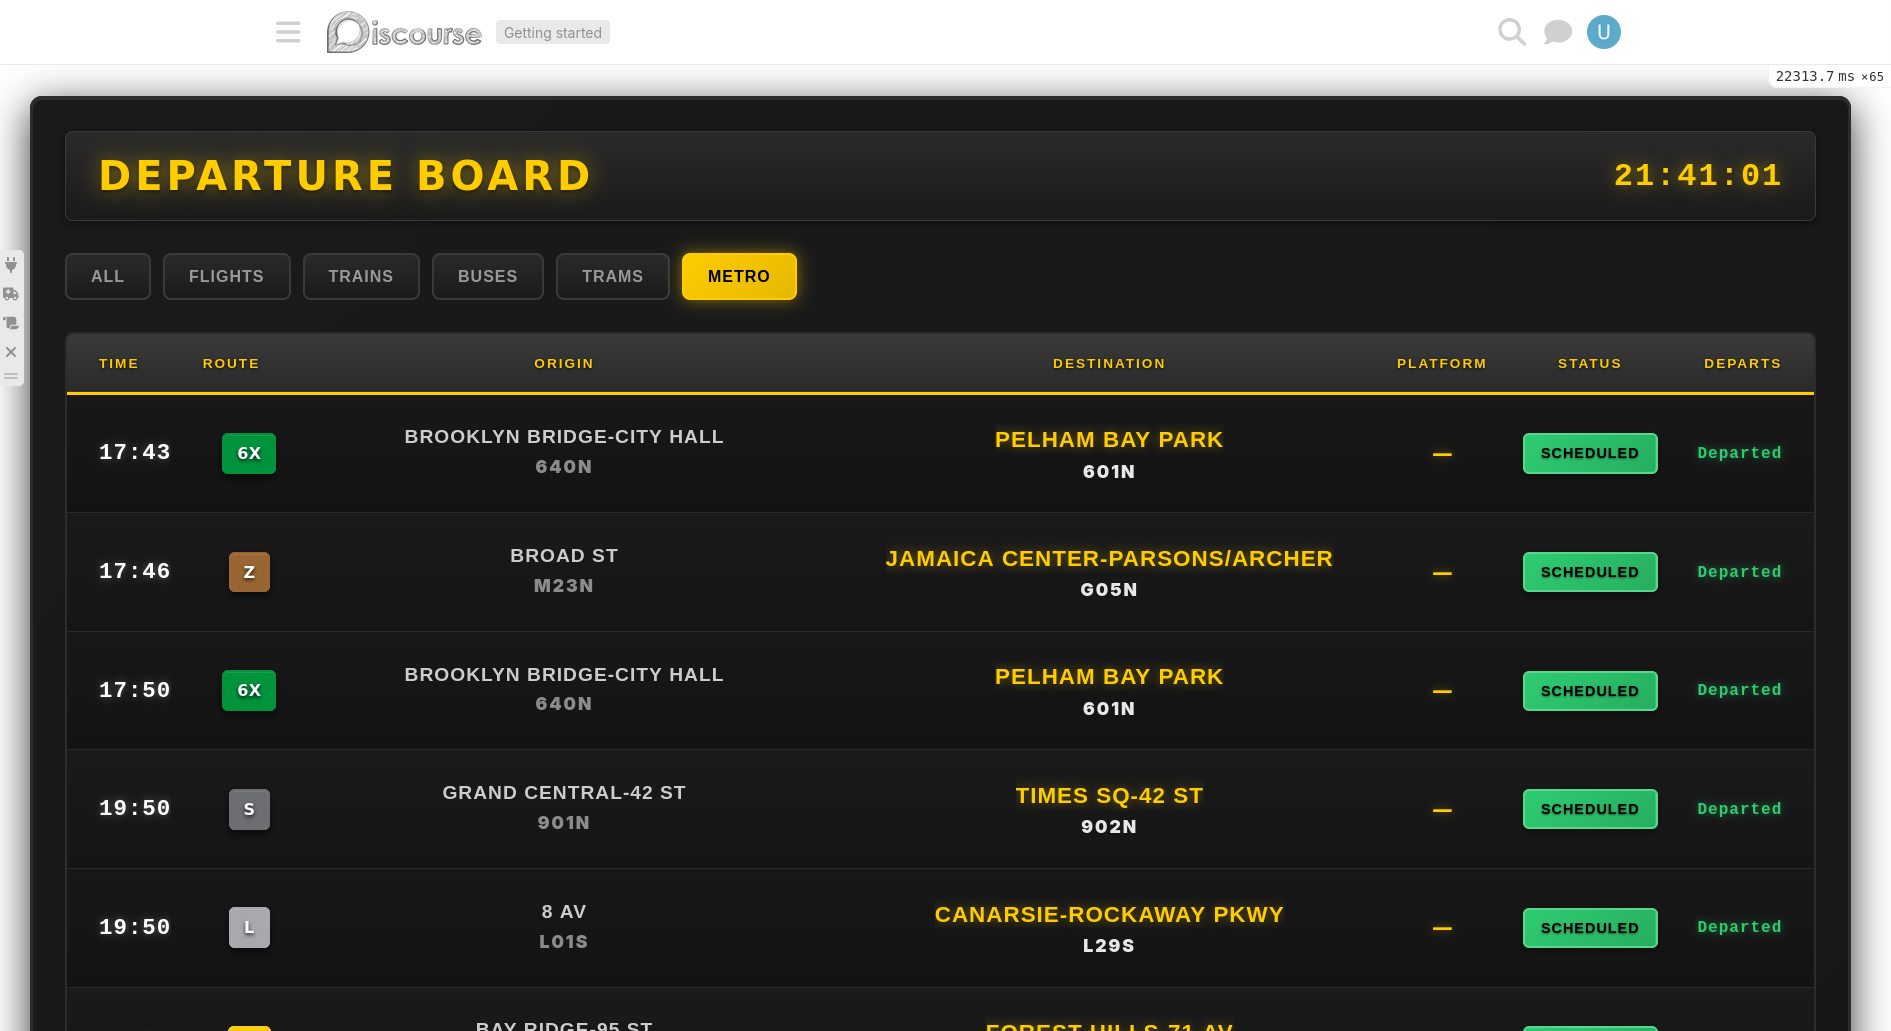 Discourse
Getting started
U
22313.7 ms ×65
DEPARTURE BOARD
21:41:01
ALL
FLIGHTS
TRAINS
BUSES
TRAMS
METRO
TIME ROUTE ORIGIN DESTINATION PLATFORM STATUS DEPARTS
17:43 6X BROOKLYN BRIDGE-CITY HALL PELHAM BAY PARK — SCHEDULED Departed
640N 601N
17:46 Z BROAD ST JAMAICA CENTER-PARSONS/ARCHER — SCHEDULED Departed
M23N G05N
17:50 6X BROOKLYN BRIDGE-CITY HALL PELHAM BAY PARK — SCHEDULED Departed
640N 601N
19:50 S GRAND CENTRAL-42 ST TIMES SQ-42 ST — SCHEDULED Departed
901N 902N
19:50 L 8 AV CANARSIE-ROCKAWAY PKWY — SCHEDULED Departed
L01S L29S
BAY RIDGE-95 ST FOREST HILLS-71 AV